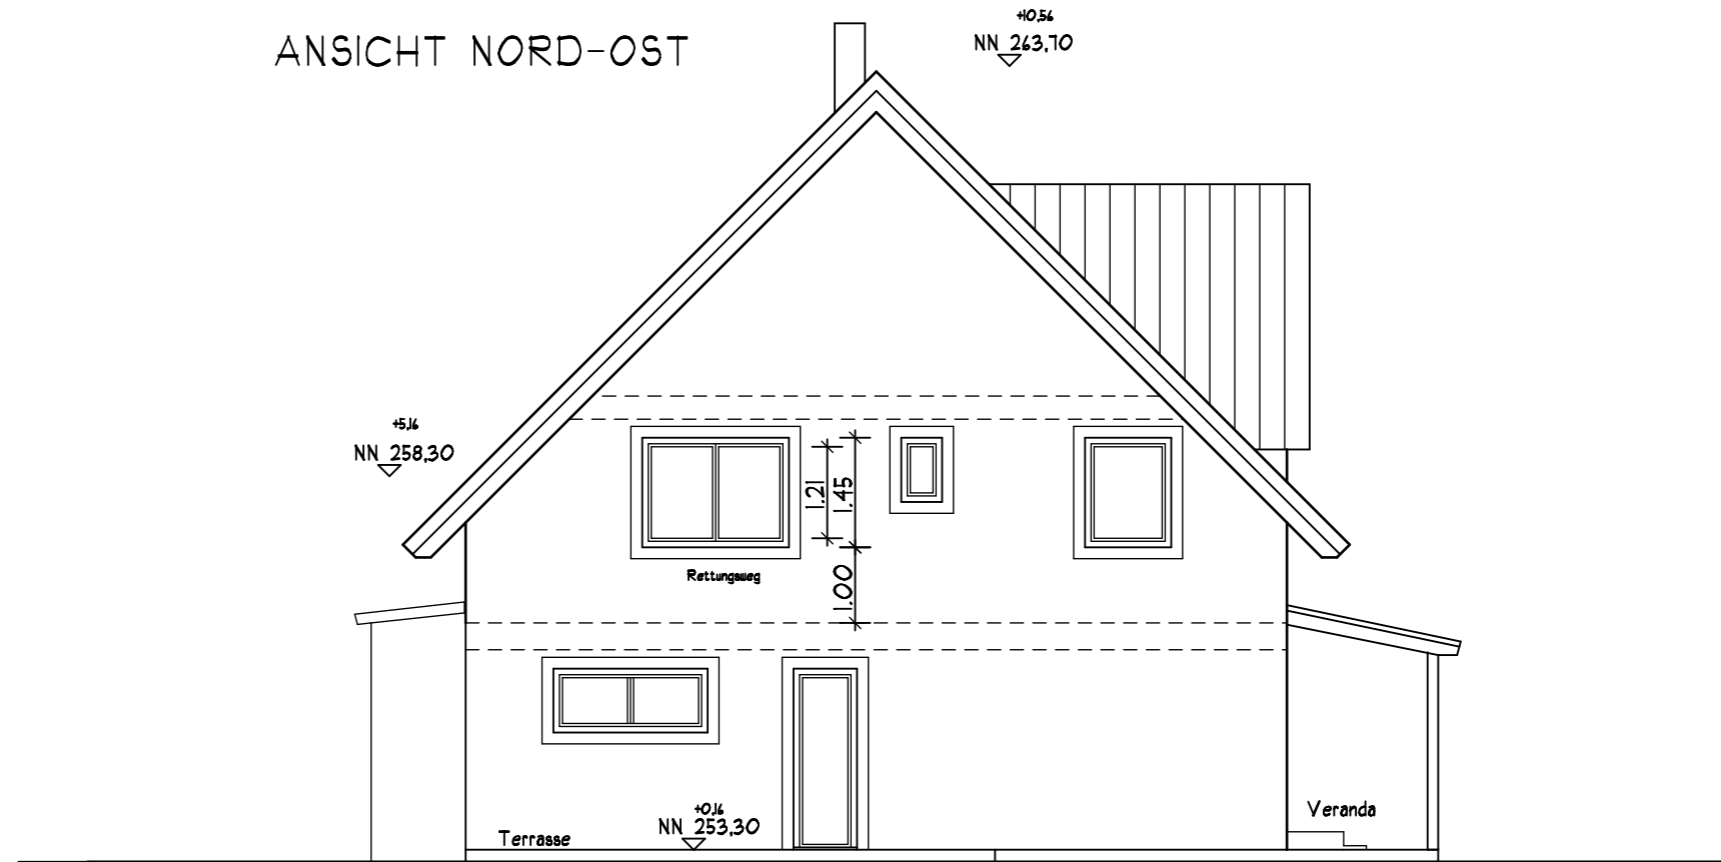 ANSICHT NORD-OST
+10,56
NN 263,70
+5,16
NN 258,30
1.21
1.45
1.00
Rettungsweg
+0,16
NN 253,30
Terrasse
Veranda